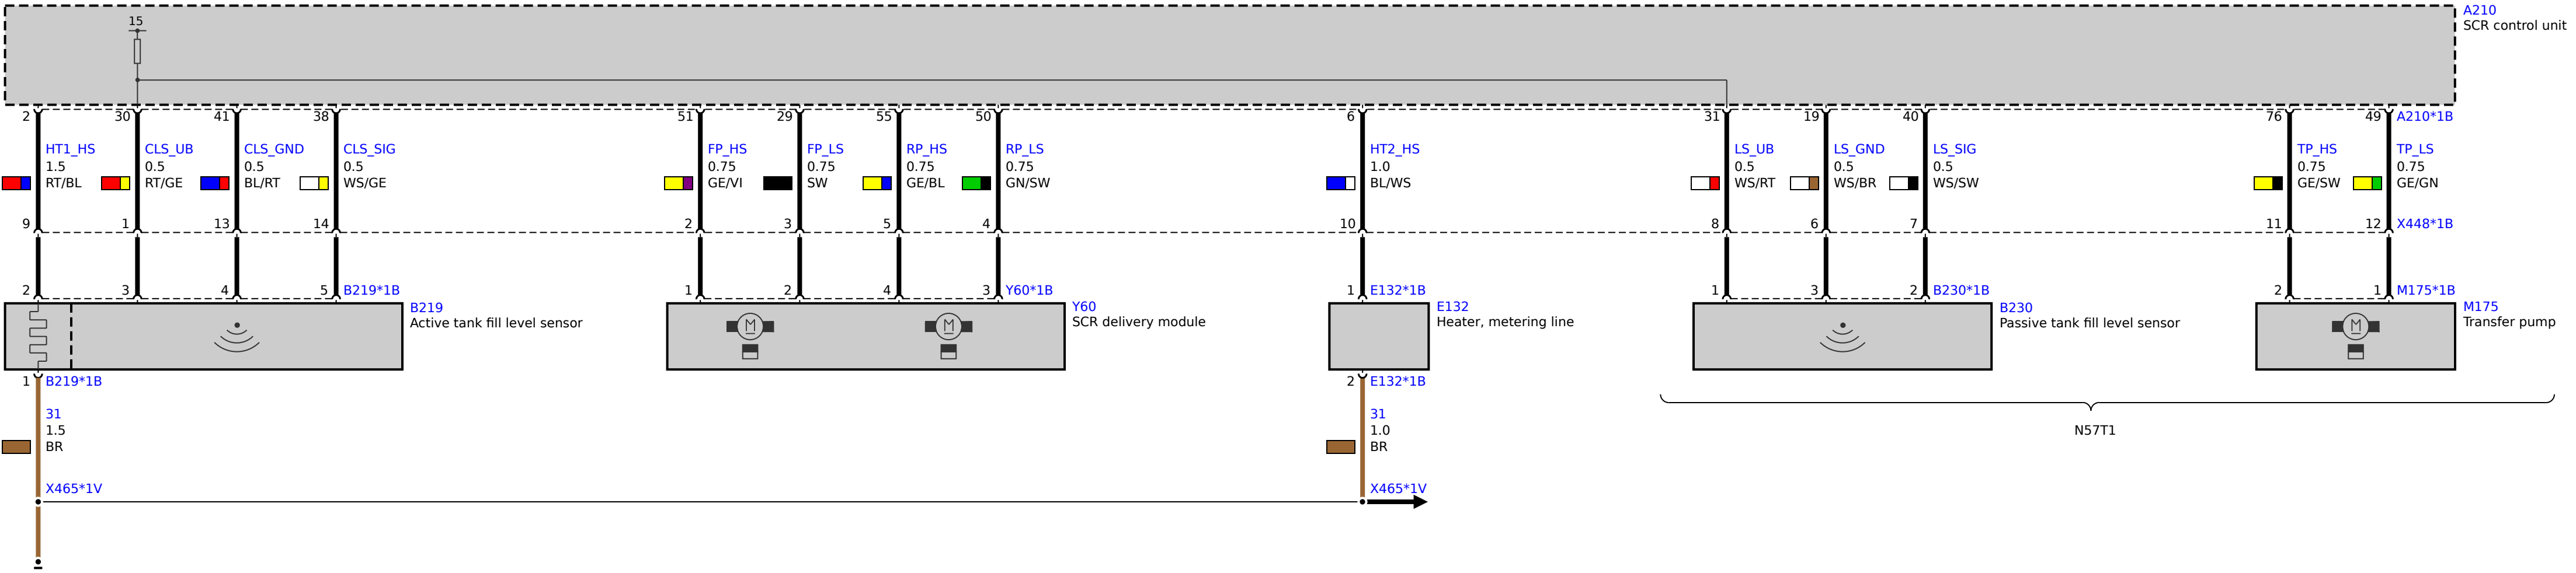 15
A210
SCR control unit
2 30 41 38 51 29 55 50 6 31 19 40 76 49 A210*1B
HT1_HS CLS_UB CLS_GND CLS_SIG FP_HS FP_LS RP_HS RP_LS HT2_HS LS_UB LS_GND LS_SIG TP_HS TP_LS
1.5 0.5 0.5 0.5 0.75 0.75 0.75 0.75 1.0 0.5 0.5 0.5 0.75 0.75
RT/BL RT/GE BL/RT WS/GE GE/VI SW GE/BL GN/SW BL/WS WS/RT WS/BR WS/SW GE/SW GE/GN
9 1 13 14 2 3 5 4 10 8 6 7 11 12 X448*1B
2 3 4 5 B219*1B 1 2 4 3 Y60*1B 1 E132*1B 1 3 2 B230*1B 2 1 M175*1B
B219
Active tank fill level sensor
M M
Y60
SCR delivery module
E132
Heater, metering line
B230
Passive tank fill level sensor
M
M175
Transfer pump
1 B219*1B 2 E132*1B
31 31
1.5 1.0
BR BR
N57T1
X465*1V X465*1V